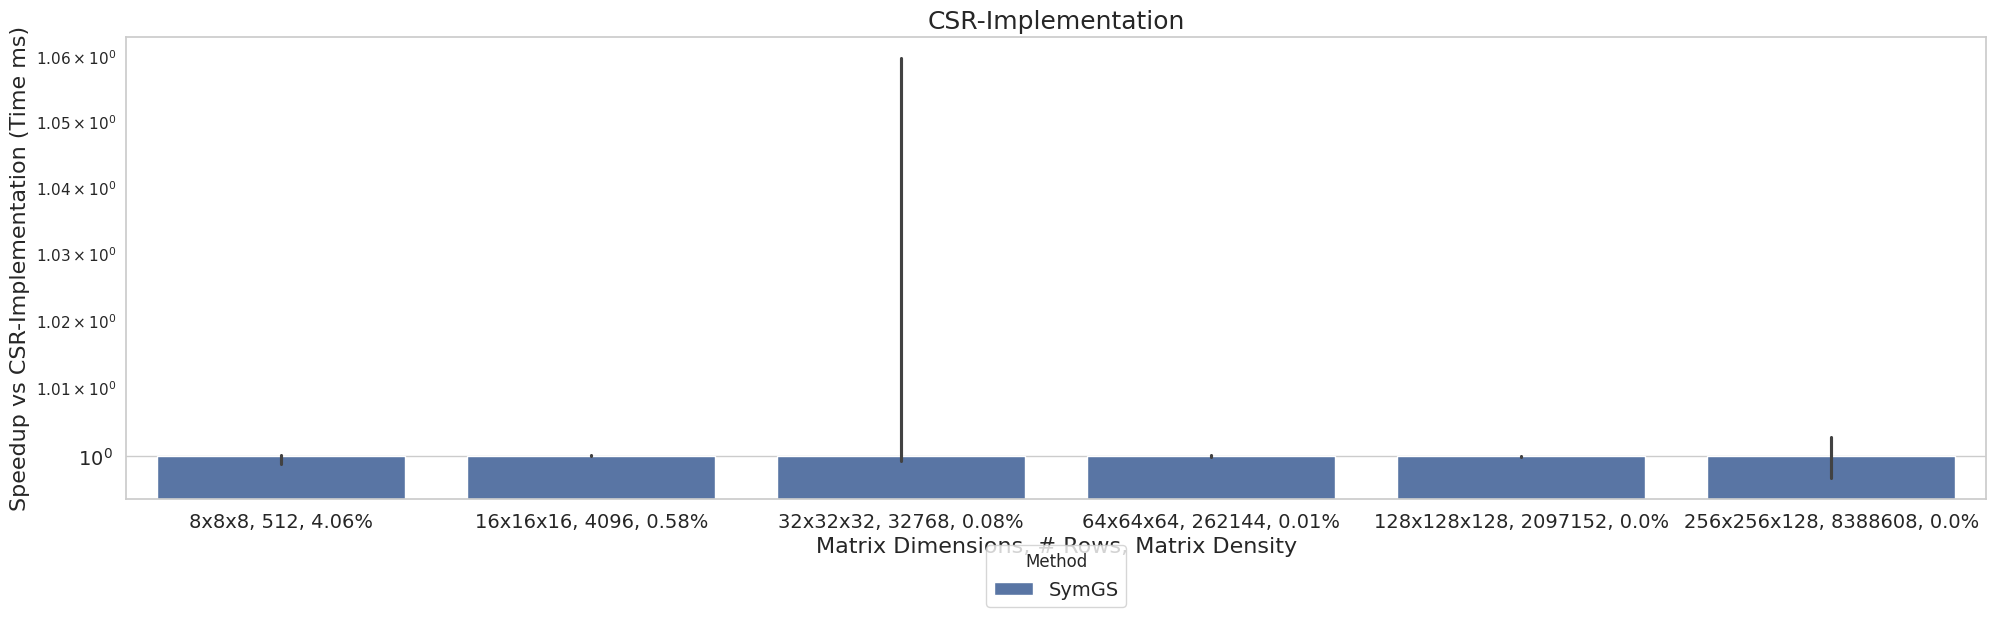 CSR-Implementation
Speedup vs CSR-Implementation (Time ms)
1.06 × 10⁰
1.05 × 10⁰
1.04 × 10⁰
1.03 × 10⁰
1.02 × 10⁰
1.01 × 10⁰
10⁰
8x8x8, 512, 4.06% 16x16x16, 4096, 0.58% 32x32x32, 32768, 0.08% 64x64x64, 262144, 0.01% 128x128x128, 2097152, 0.0% 256x256x128, 8388608, 0.0%
Matrix Dimensions, # Rows, Matrix Density
Method
SymGS